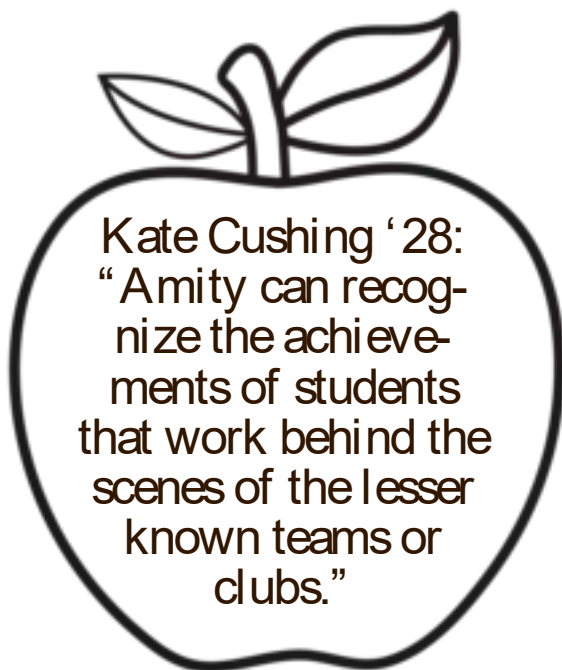 Kate Cushing ‘28:
“Amity can recog-
nize the achieve-
ments of students
that work behind the
scenes of the lesser
known teams or
clubs.”